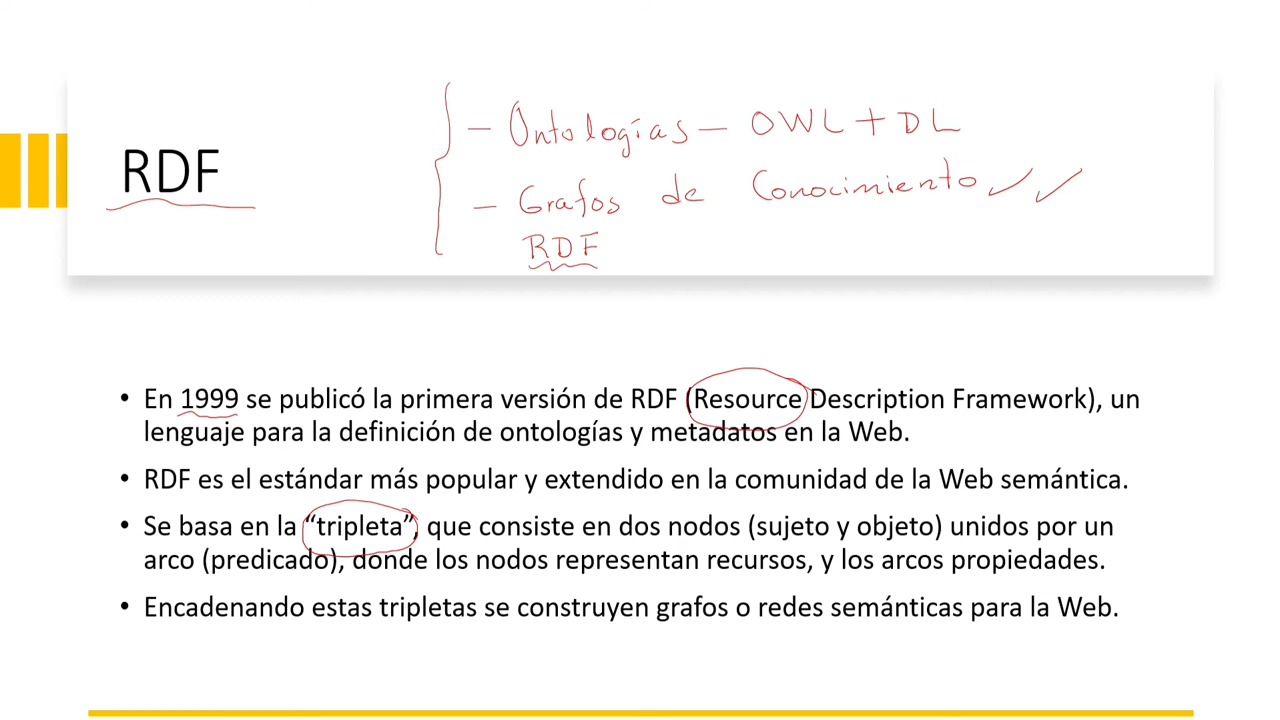 RDF
- Ontologías - OWL + DL
- Grafos de Conocimiento ✓ ✓
RDF
• En 1999 se publicó la primera versión de RDF (Resource Description Framework), un
lenguaje para la definición de ontologías y metadatos en la Web.
• RDF es el estándar más popular y extendido en la comunidad de la Web semántica.
• Se basa en la “tripleta”, que consiste en dos nodos (sujeto y objeto) unidos por un
arco (predicado), donde los nodos representan recursos, y los arcos propiedades.
• Encadenando estas tripletas se construyen grafos o redes semánticas para la Web.